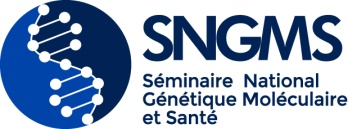 SNGMS
Séminaire National
Génétique Moléculaire
et Santé